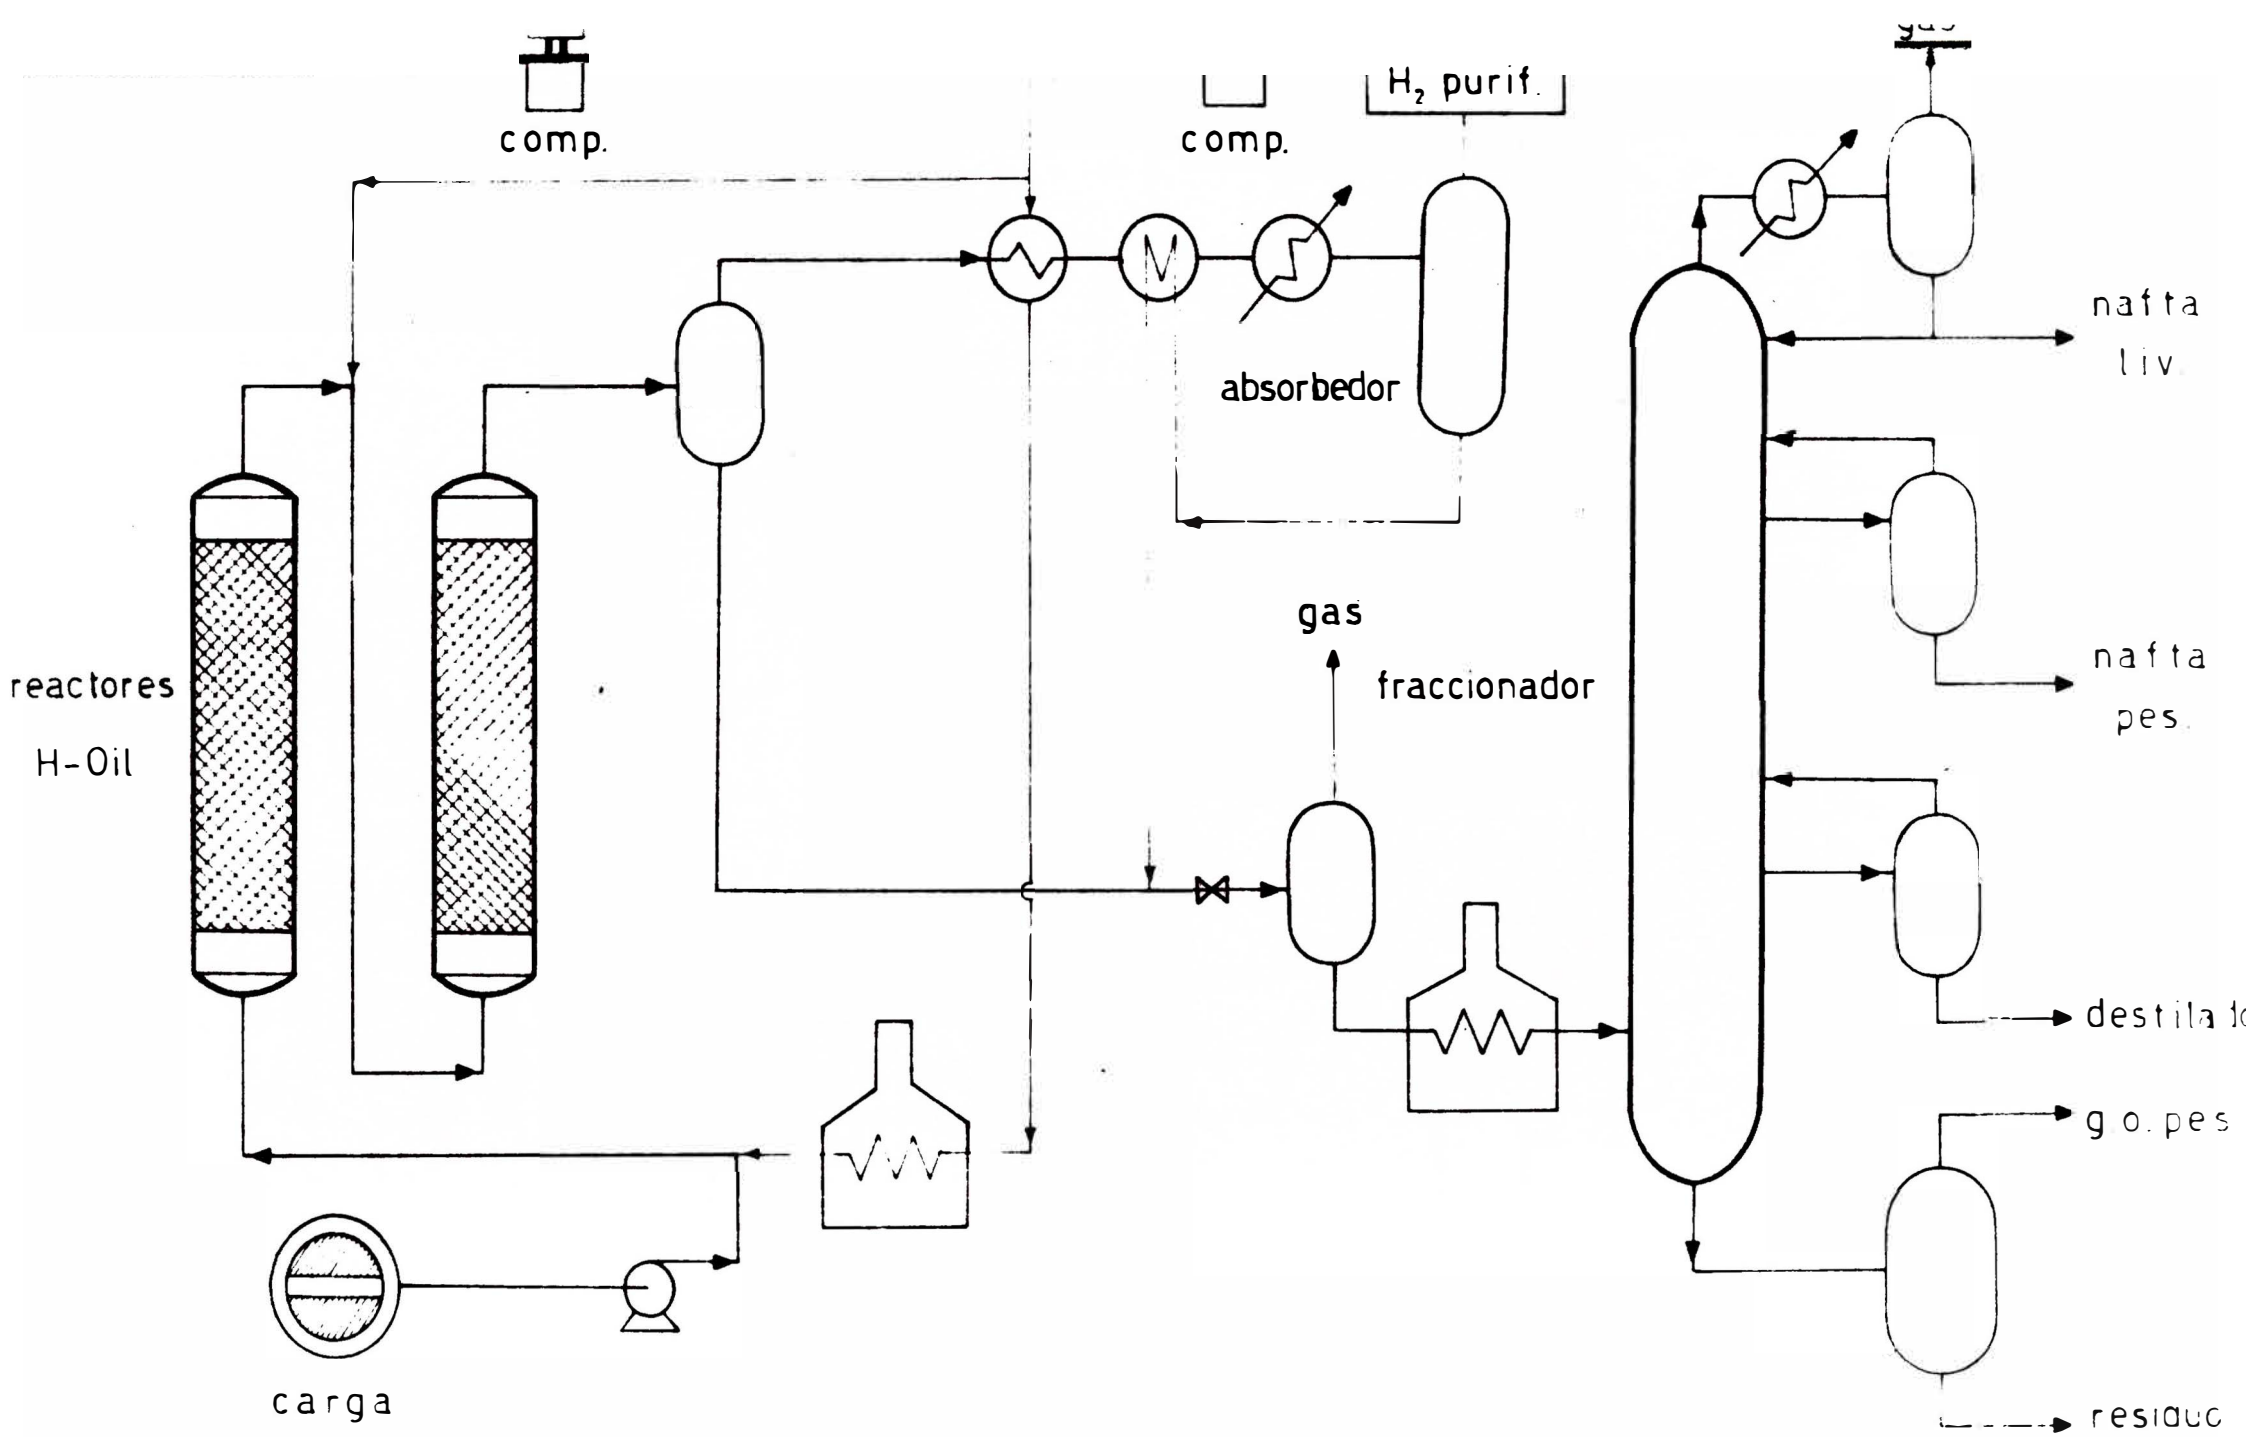 comp.
comp.
H₂ purif.
nafta
liv.
absorbedor
gas
fraccionador
nafta
pes.
reactores
H-Oil
g.o. pes
carga